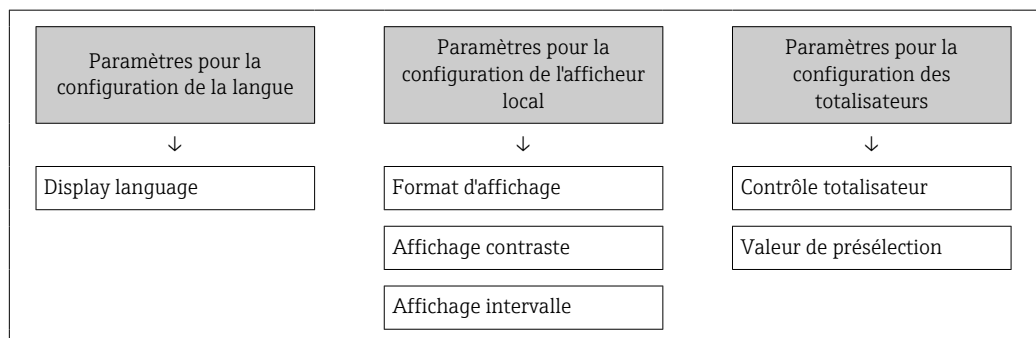 Paramètres pour la
configuration de la langue
↓
Display language
Paramètres pour la
configuration de l'afficheur
local
↓
Format d'affichage
Affichage contraste
Affichage intervalle
Paramètres pour la
configuration des
totalisateurs
↓
Contrôle totalisateur
Valeur de présélection